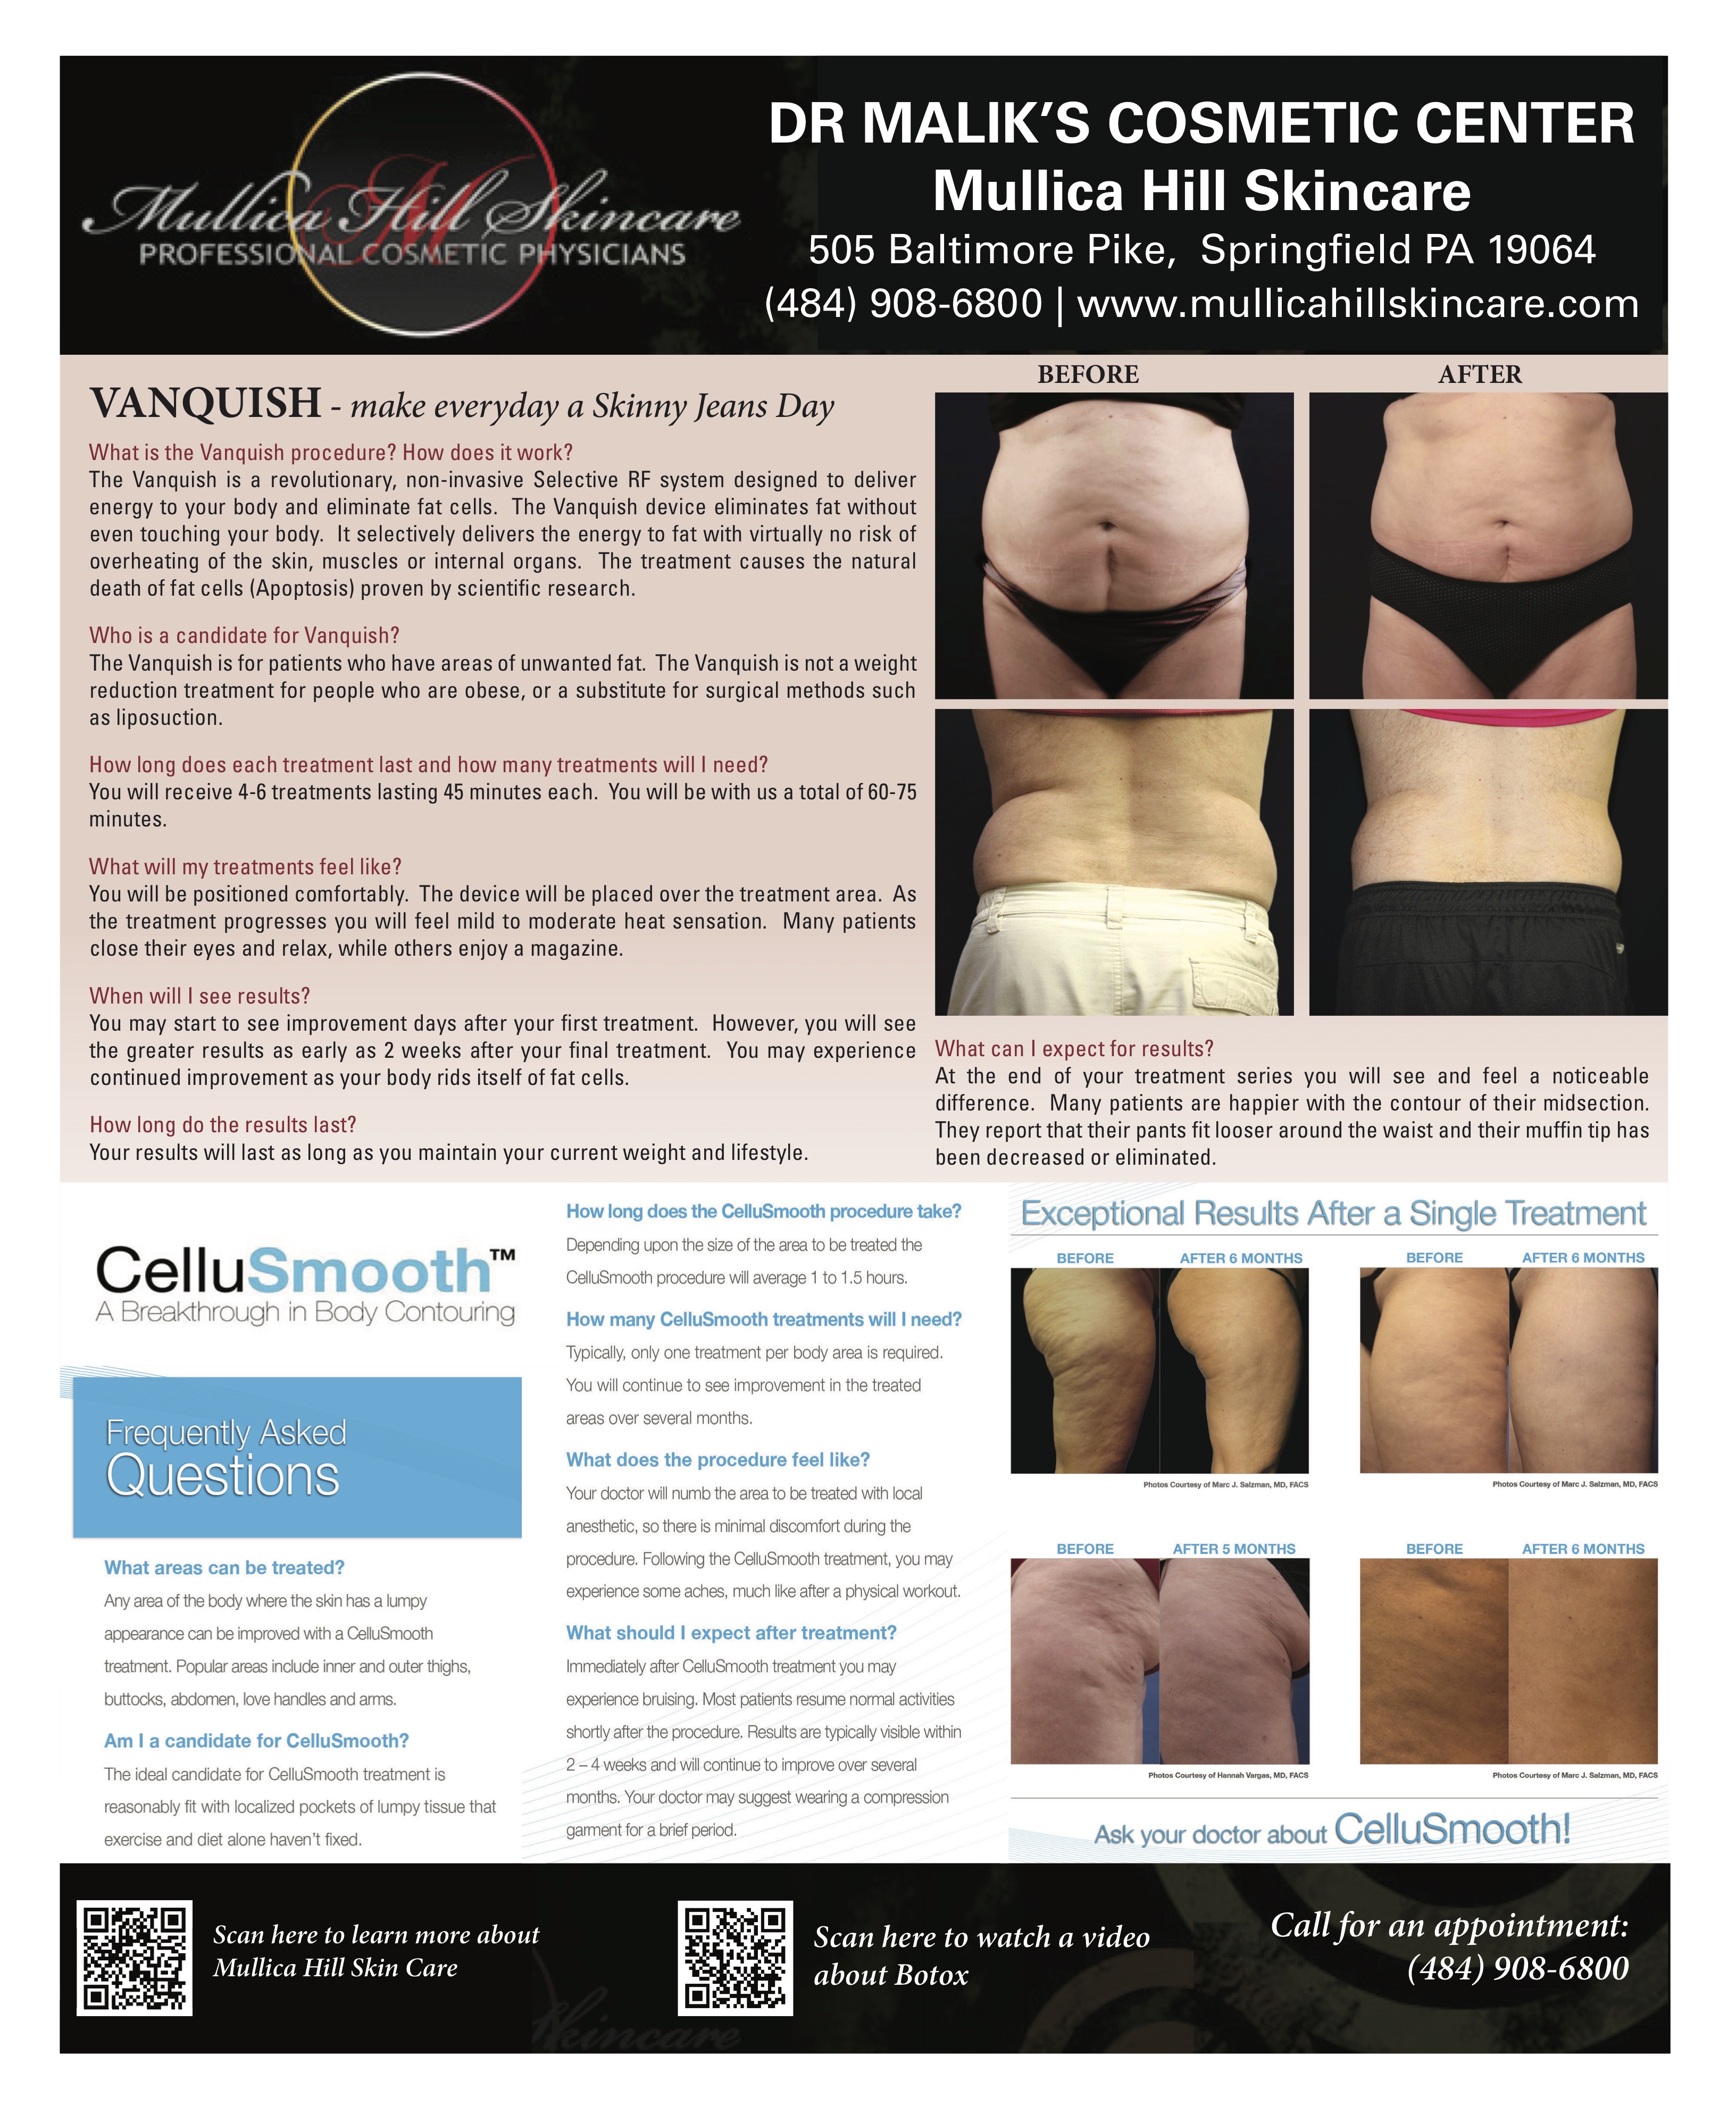 Mullica Hill Skincare
PROFESSIONAL COSMETIC PHYSICIANS
DR MALIK'S COSMETIC CENTER
Mullica Hill Skincare
505 Baltimore Pike, Springfield PA 19064
(484) 908-6800 | www.mullicahillskincare.com
VANQUISH - make everyday a Skinny Jeans Day
What is the Vanquish procedure? How does it work?
The Vanquish is a revolutionary, non-invasive Selective RF system designed to deliver
energy to your body and eliminate fat cells. The Vanquish device eliminates fat without
even touching your body. It selectively delivers the energy to fat with virtually no risk of
overheating of the skin, muscles or internal organs. The treatment causes the natural
death of fat cells (Apoptosis) proven by scientific research.
Who is a candidate for Vanquish?
The Vanquish is for patients who have areas of unwanted fat. The Vanquish is not a weight
reduction treatment for people who are obese, or a substitute for surgical methods such
as liposuction.
How long does each treatment last and how many treatments will I need?
You will receive 4-6 treatments lasting 45 minutes each. You will be with us a total of 60-75
minutes.
What will my treatments feel like?
You will be positioned comfortably. The device will be placed over the treatment area. As
the treatment progresses you will feel mild to moderate heat sensation. Many patients
close their eyes and relax, while others enjoy a magazine.
When will I see results?
You may start to see improvement days after your first treatment. However, you will see
the greater results as early as 2 weeks after your final treatment. You may experience
continued improvement as your body rids itself of fat cells.
How long do the results last?
Your results will last as long as you maintain your current weight and lifestyle.
BEFORE
AFTER
What can I expect for results?
At the end of your treatment series you will see and feel a noticeable
difference. Many patients are happier with the contour of their midsection.
They report that their pants fit looser around the waist and their muffin tip has
been decreased or eliminated.
CelluSmooth™
A Breakthrough in Body Contouring
Frequently Asked
Questions
What areas can be treated?
Any area of the body where the skin has a lumpy
appearance can be improved with a CelluSmooth
treatment. Popular areas include inner and outer thighs,
buttocks, abdomen, love handles and arms.
Am I a candidate for CelluSmooth?
The ideal candidate for CelluSmooth treatment is
reasonably fit with localized pockets of lumpy tissue that
exercise and diet alone haven't fixed.
How long does the CelluSmooth procedure take?
Depending upon the size of the area to be treated the
CelluSmooth procedure will average 1 to 1.5 hours.
How many CelluSmooth treatments will I need?
Typically, only one treatment per body area is required.
You will continue to see improvement in the treated
areas over several months.
What does the procedure feel like?
Your doctor will numb the area to be treated with local
anesthetic, so there is minimal discomfort during the
procedure. Following the CelluSmooth treatment, you may
experience some aches, much like after a physical workout.
What should I expect after treatment?
Immediately after CelluSmooth treatment you may
experience bruising. Most patients resume normal activities
shortly after the procedure. Results are typically visible within
2 – 4 weeks and will continue to improve over several
months. Your doctor may suggest wearing a compression
garment for a brief period.
Exceptional Results After a Single Treatment
BEFORE
AFTER 6 MONTHS
BEFORE
AFTER 6 MONTHS
Photos Courtesy of Marc J. Salzman, MD, FACS
Photos Courtesy of Marc J. Salzman, MD, FACS
BEFORE
AFTER 5 MONTHS
BEFORE
AFTER 6 MONTHS
Photos Courtesy of Hannah Vargas, MD, FACS
Photos Courtesy of Marc J. Salzman, MD, FACS
Ask your doctor about CelluSmooth!
Scan here to learn more about
Mullica Hill Skin Care
Scan here to watch a video
about Botox
Call for an appointment:
(484) 908-6800
Skincare